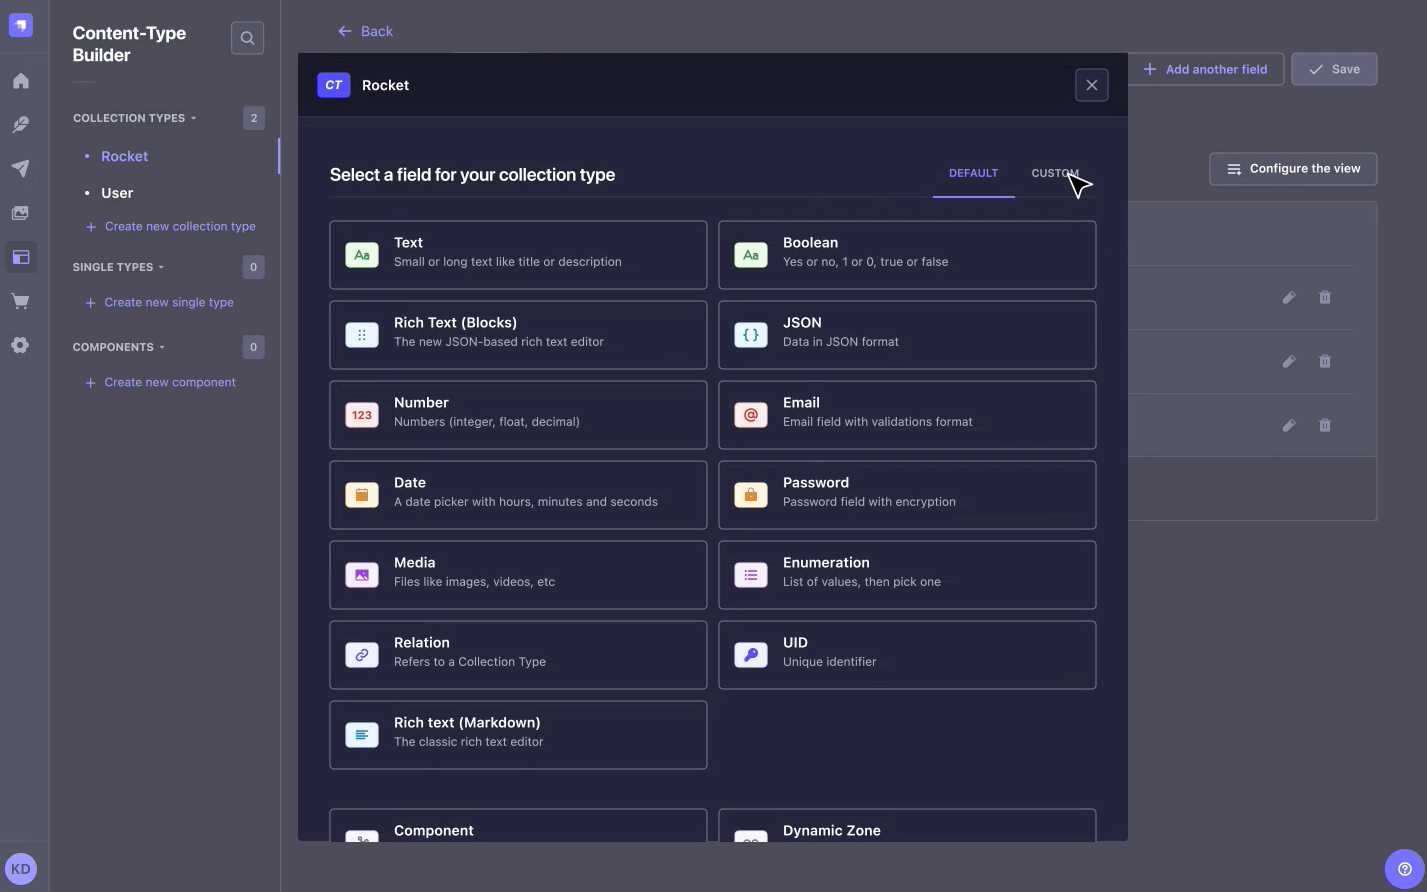 Content-Type
Builder
COLLECTION TYPES
2
Rocket
User
Create new collection type
SINGLE TYPES
0
Create new single type
COMPONENTS
0
Create new component
KD
Back
Add another field
Save
Configure the view
CT
Rocket
Select a field for your collection type
DEFAULT
CUSTOM
Aa
Text
Small or long text like title or description
Aa
Boolean
Yes or no, 1 or 0, true or false
Rich Text (Blocks)
The new JSON-based rich text editor
{ }
JSON
Data in JSON format
123
Number
Numbers (integer, float, decimal)
@
Email
Email field with validations format
Date
A date picker with hours, minutes and seconds
Password
Password field with encryption
Media
Files like images, videos, etc
Enumeration
List of values, then pick one
Relation
Refers to a Collection Type
UID
Unique identifier
Rich text (Markdown)
The classic rich text editor
Component
Dynamic Zone